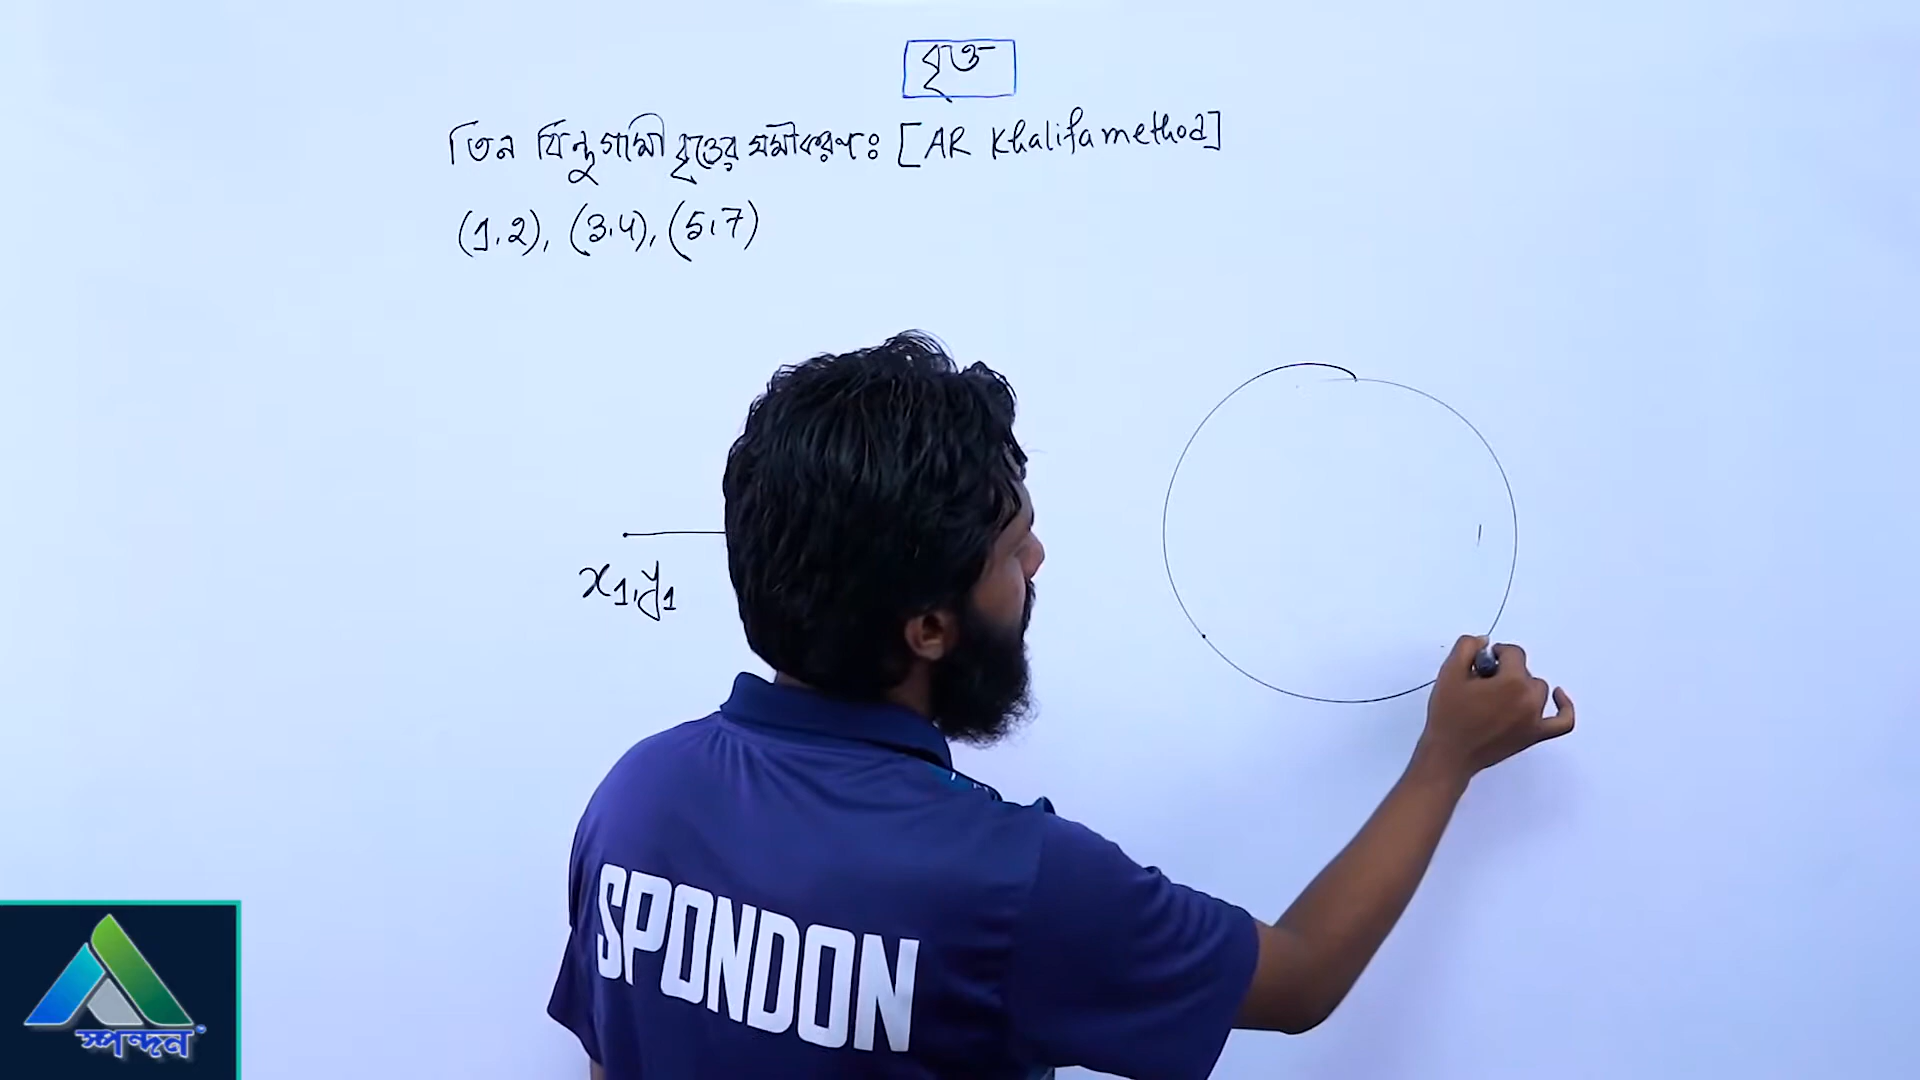 বৃত্ত
তিন বিন্দুগামী বৃত্তের সমীকরণঃ [AR Khalifa method]
(1,2), (3,4), (5,7)
x₁,y₁
SPONDON
স্পন্দন